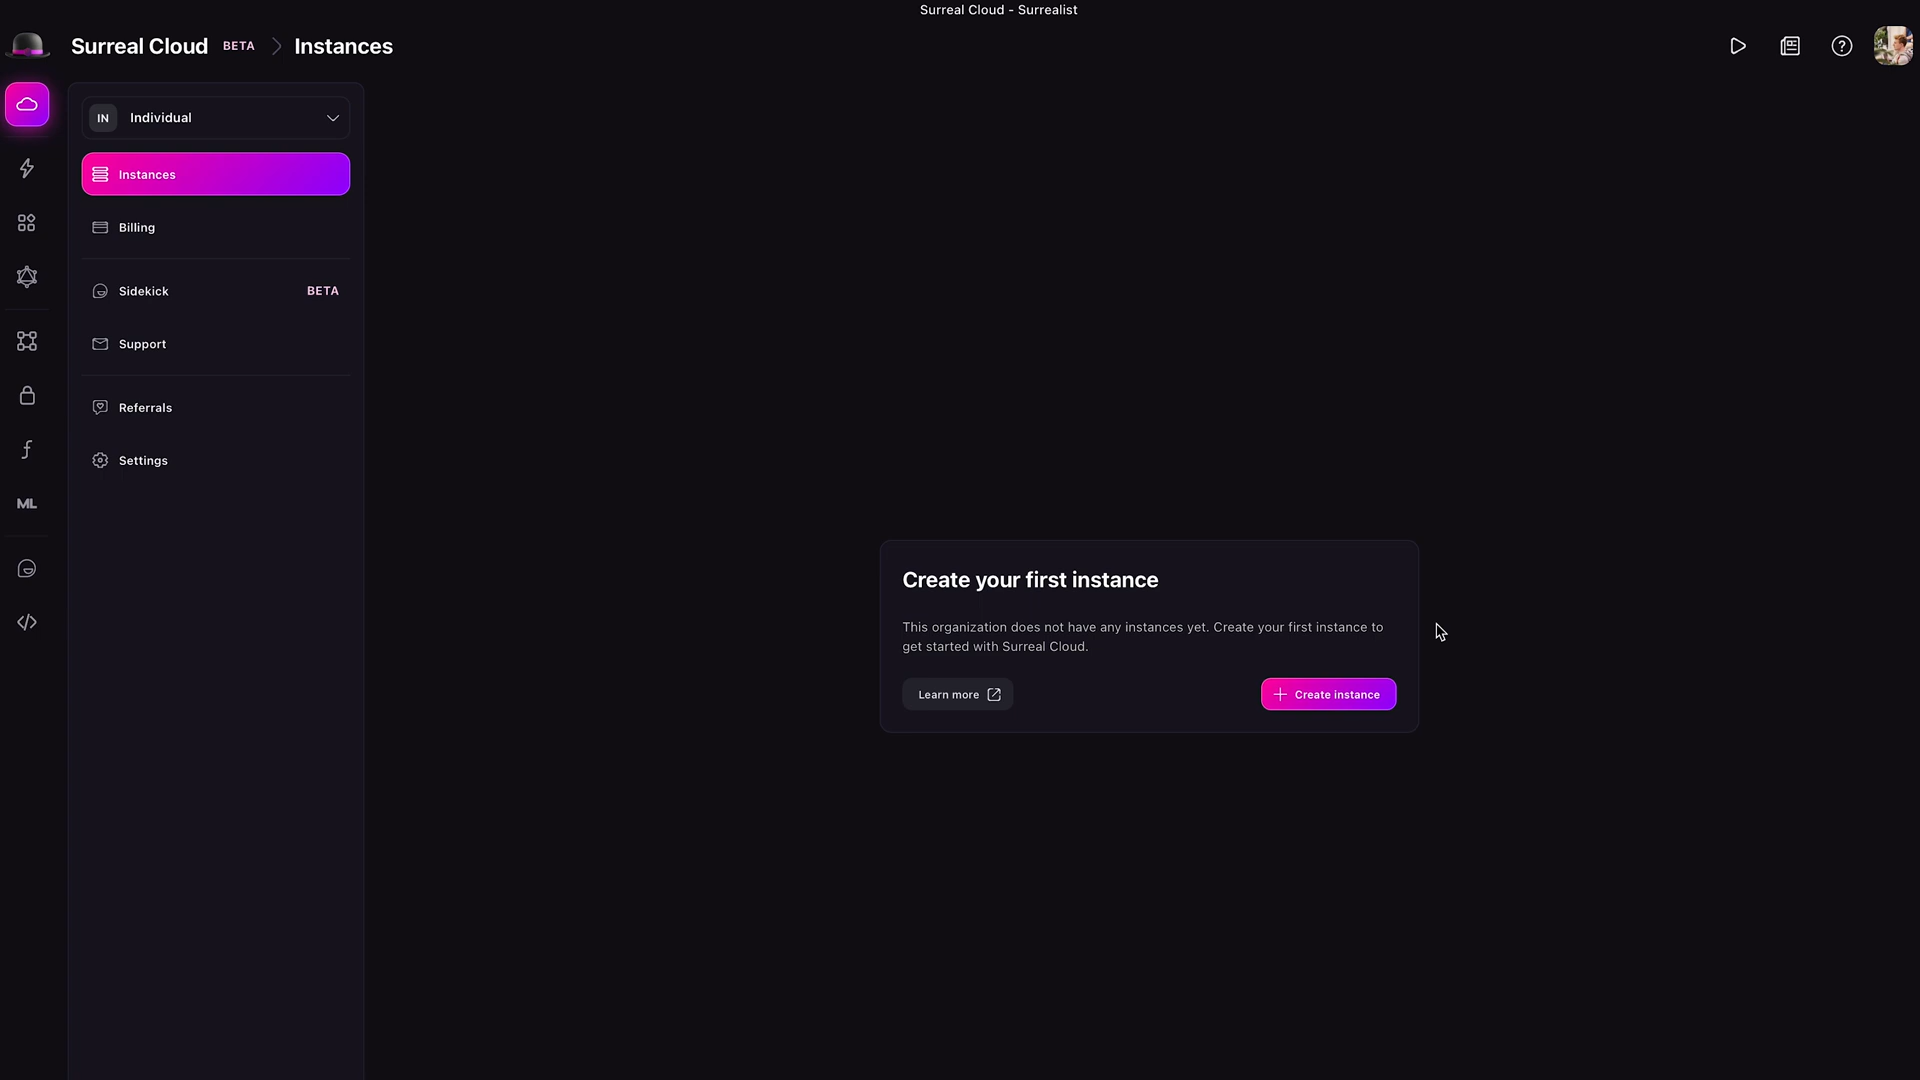 Surreal Cloud - Surrealist
Surreal Cloud BETA Instances
IN Individual
Instances
Billing
Sidekick BETA
Support
Referrals
Settings
ML
Create your first instance
This organization does not have any instances yet. Create your first instance to
get started with Surreal Cloud.
Learn more
Create instance